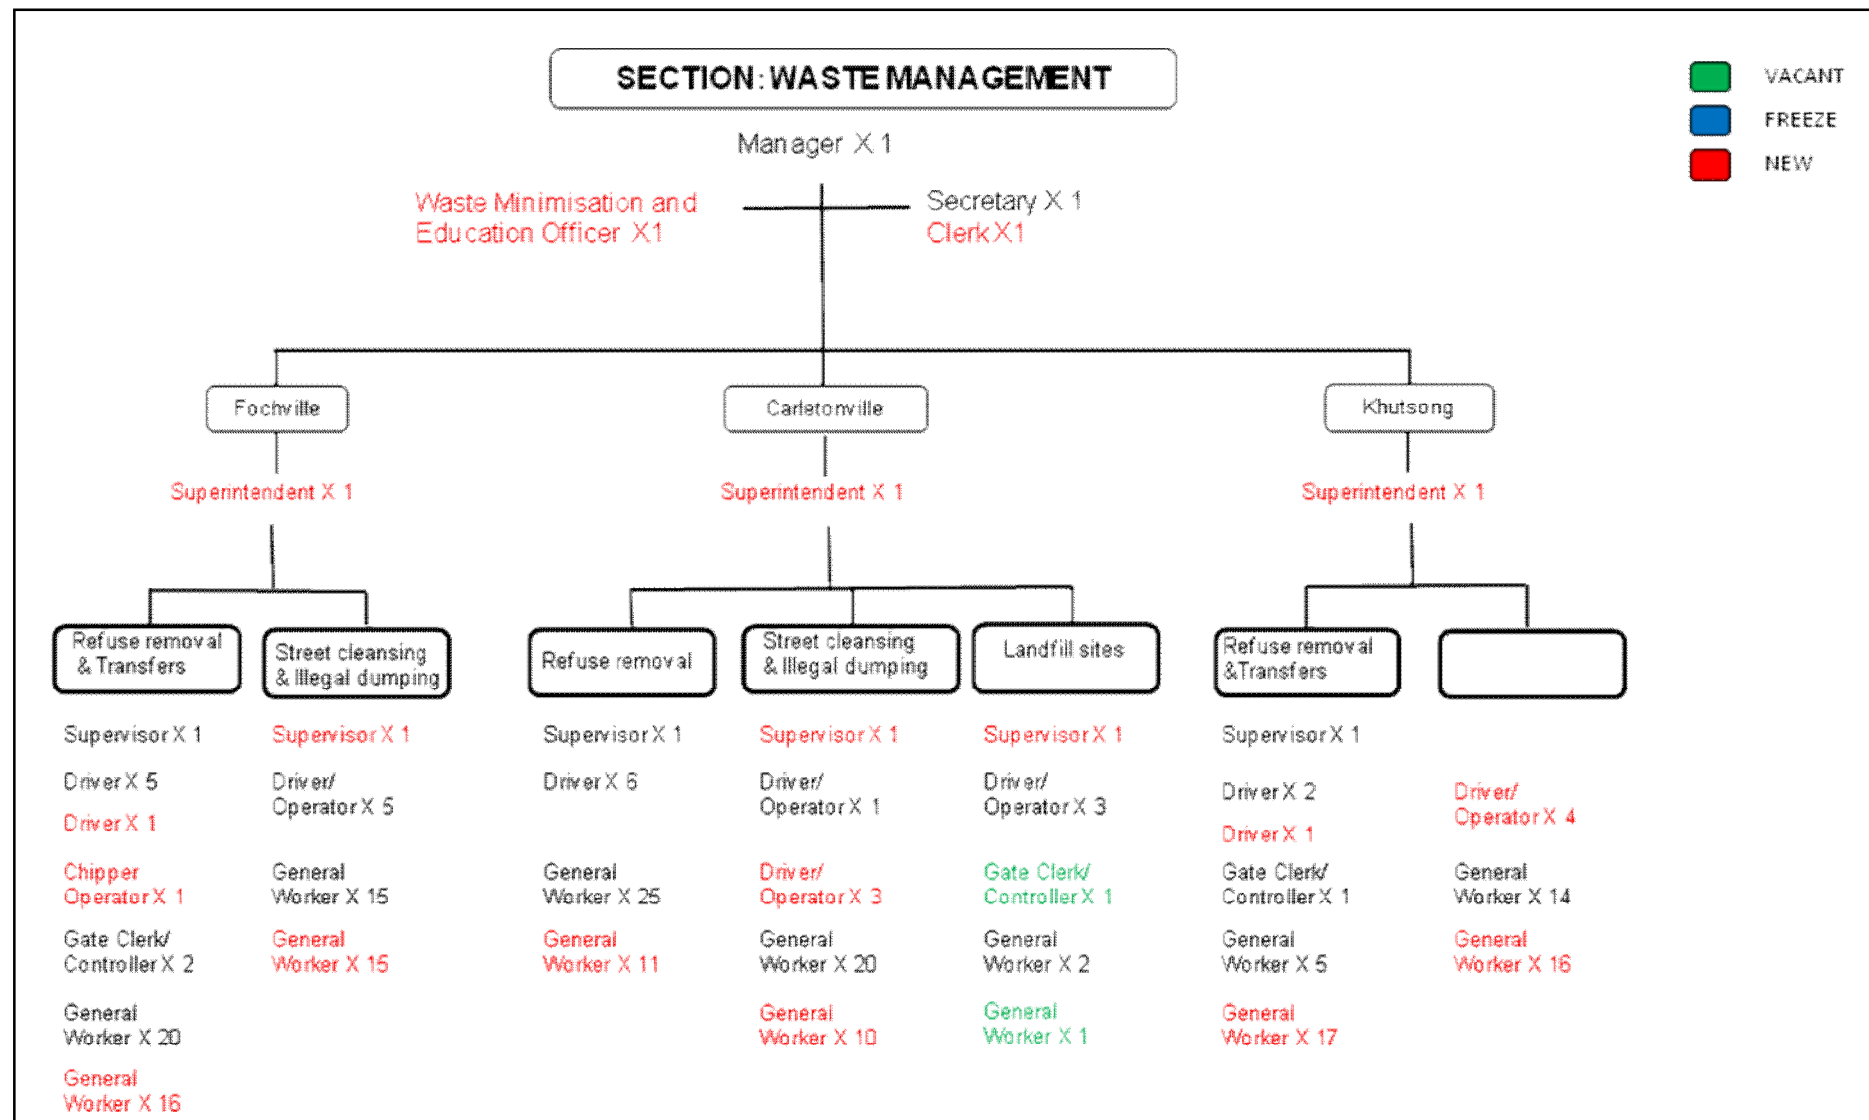 SECTION: WASTE MANAGEMENT
VACANT
FREEZE
NEW
Manager X 1
Waste Minimisation and
Education Officer X1
Secretary X 1
Clerk X1
Fochville
Carletonville
Khutsong
Superintendent X 1
Superintendent X 1
Superintendent X 1
Refuse removal
& Transfers
Street cleansing
& Illegal dumping
Refuse removal
Street cleansing
& Illegal dumping
Landfill sites
Refuse removal
&Transfers
Supervisor X 1
Driver X 5
Driver X 1
Chipper
Operator X 1
Gate Clerk/
Controller X 2
General
Worker X 20
General
Worker X 16
Supervisor X 1
Driver/
Operator X 5
General
Worker X 15
General
Worker X 15
Supervisor X 1
Driver X 6
General
Worker X 25
General
Worker X 11
Supervisor X 1
Driver/
Operator X 1
Driver/
Operator X 3
General
Worker X 20
General
Worker X 10
Supervisor X 1
Driver/
Operator X 3
Gate Clerk/
Controller X 1
General
Worker X 2
General
Worker X 1
Supervisor X 1
Driver X 2
Driver X 1
Gate Clerk/
Controller X 1
General
Worker X 5
General
Worker X 17
Driver/
Operator X 4
General
Worker X 14
General
Worker X 16